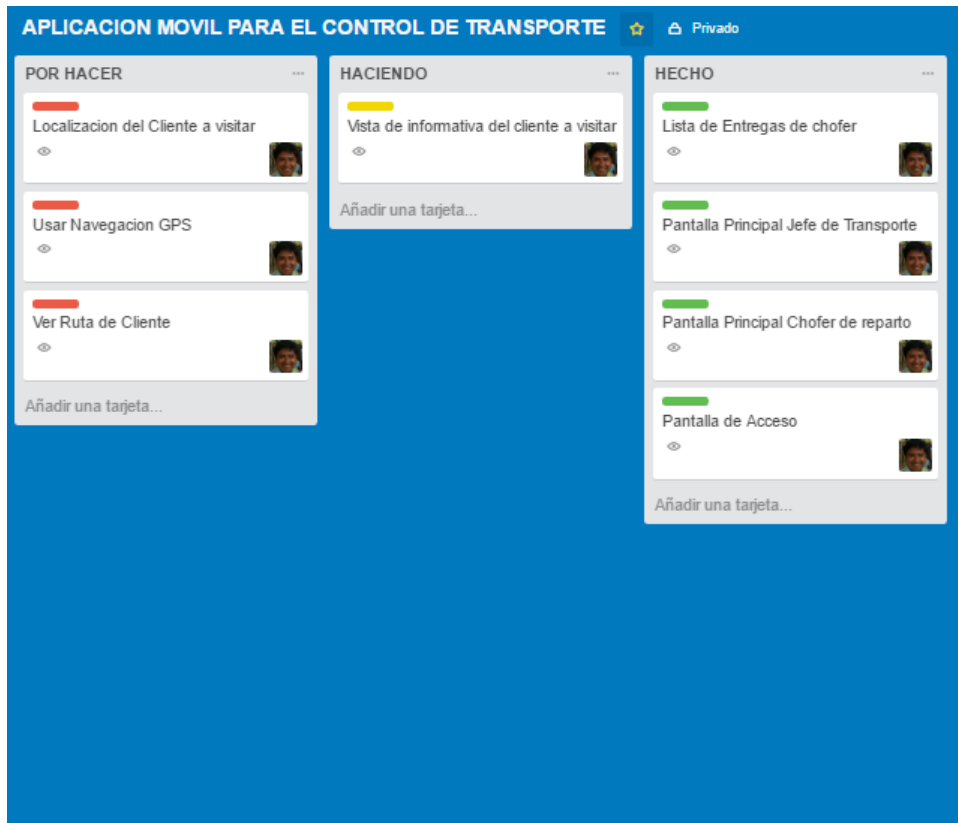 APLICACION MOVIL PARA EL CONTROL DE TRANSPORTE
Privado
POR HACER
Localizacion del Cliente a visitar
Usar Navegacion GPS
Ver Ruta de Cliente
Añadir una tarjeta...
HACIENDO
Vista de informativa del cliente a visitar
Añadir una tarjeta...
HECHO
Lista de Entregas de chofer
Pantalla Principal Jefe de Transporte
Pantalla Principal Chofer de reparto
Pantalla de Acceso
Añadir una tarjeta...